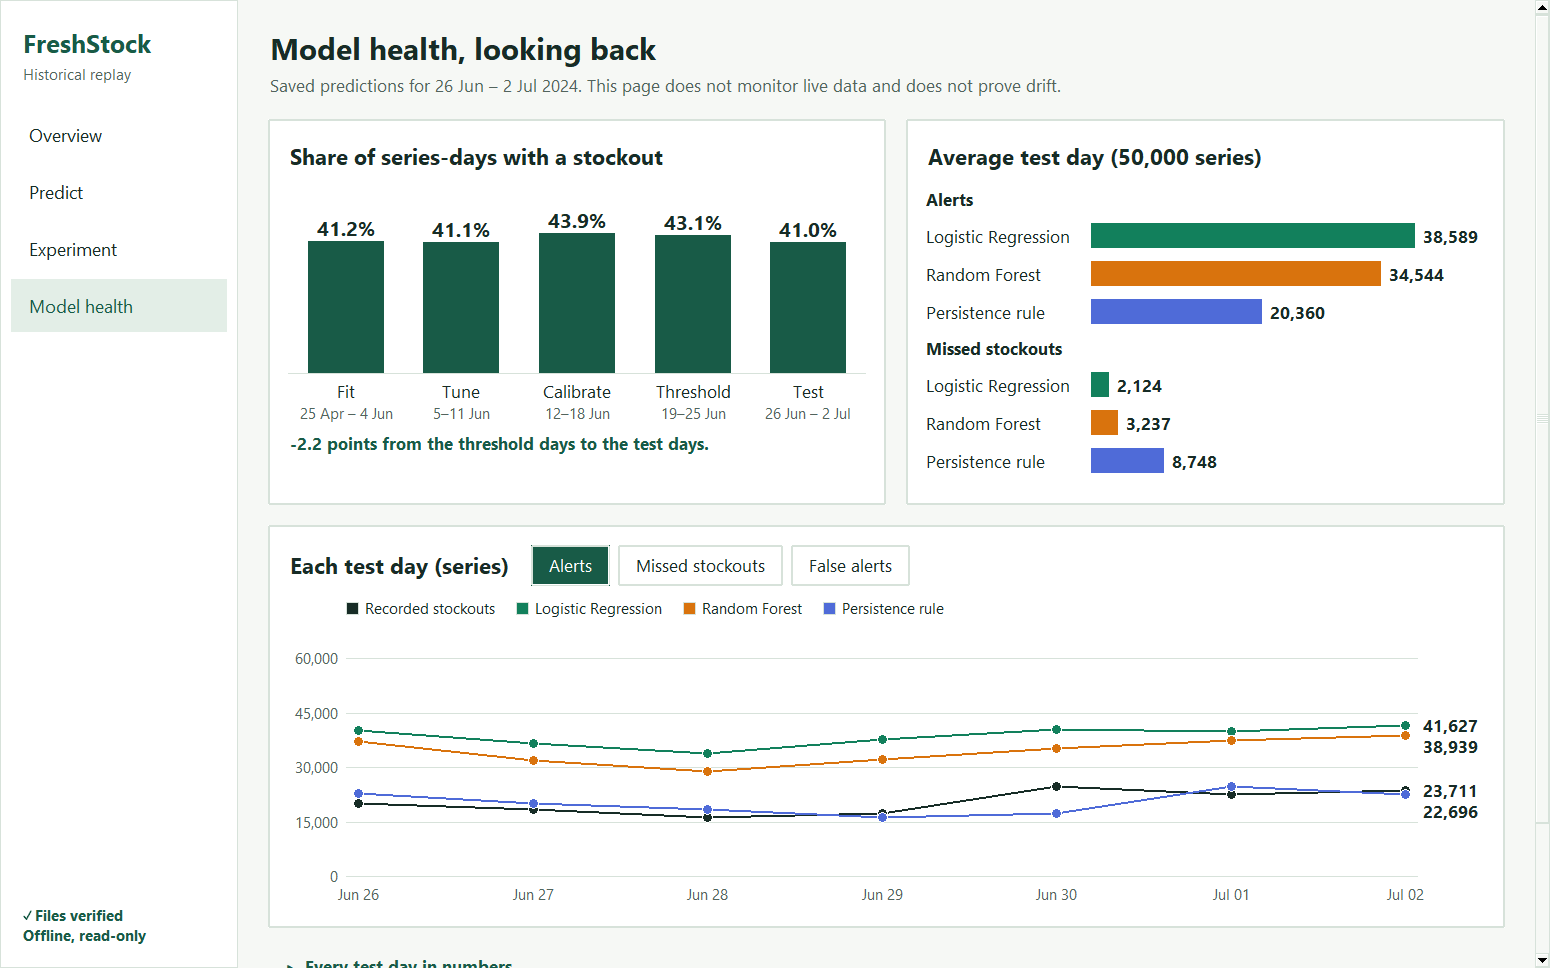 FreshStock
Historical replay
Overview
Predict
Experiment
Model health
✓ Files verified
Offline, read-only
Model health, looking back
Saved predictions for 26 Jun – 2 Jul 2024. This page does not monitor live data and does not prove drift.
Share of series-days with a stockout
41.2% 41.1% 43.9% 43.1% 41.0%
Fit Tune Calibrate Threshold Test
25 Apr – 4 Jun 5–11 Jun 12–18 Jun 19–25 Jun 26 Jun – 2 Jul
-2.2 points from the threshold days to the test days.
Average test day (50,000 series)
Alerts
Logistic Regression 38,589
Random Forest 34,544
Persistence rule 20,360
Missed stockouts
Logistic Regression 2,124
Random Forest 3,237
Persistence rule 8,748
Each test day (series) Alerts Missed stockouts False alerts
Recorded stockouts Logistic Regression Random Forest Persistence rule
60,000
45,000
30,000
15,000
0
41,627
38,939
23,711
22,696
Jun 26 Jun 27 Jun 28 Jun 29 Jun 30 Jul 01 Jul 02
Every test day in numbers